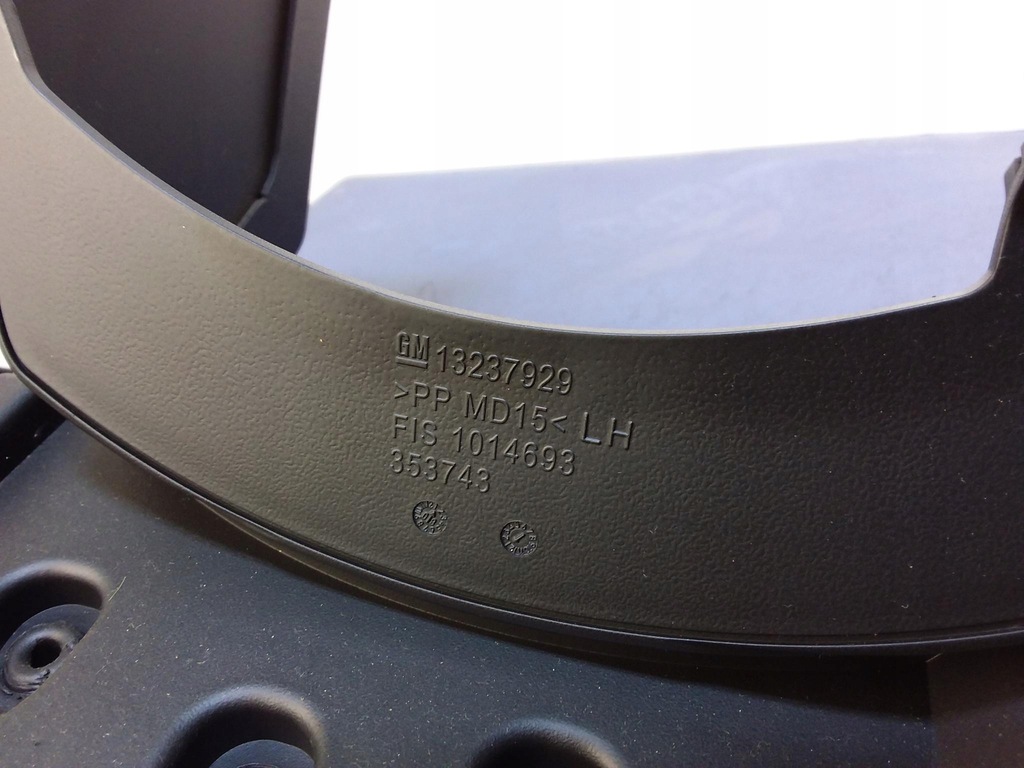 GM 13237929
>PP MD15< LH
FIS 1014693
353743